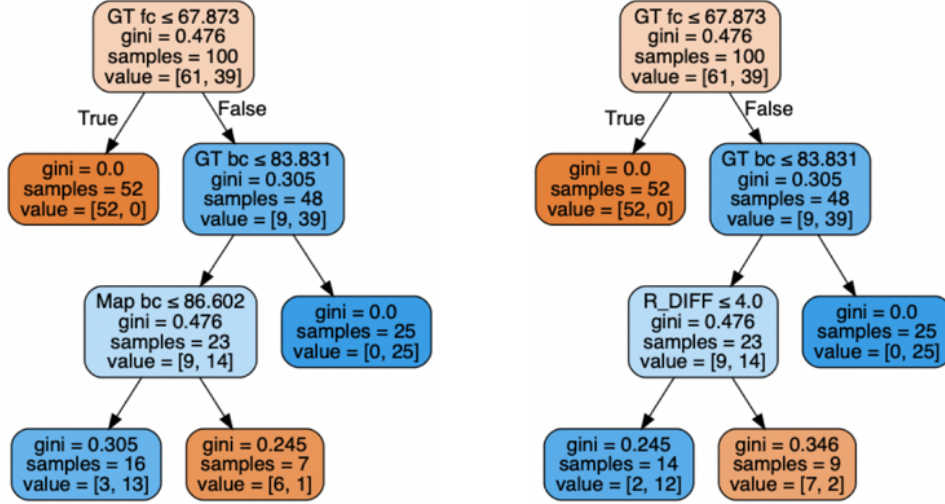 GT fc ≤ 67.873
gini = 0.476
samples = 100
value = [61, 39]
True
False
gini = 0.0
samples = 52
value = [52, 0]
GT bc ≤ 83.831
gini = 0.305
samples = 48
value = [9, 39]
Map bc ≤ 86.602
gini = 0.476
samples = 23
value = [9, 14]
gini = 0.0
samples = 25
value = [0, 25]
gini = 0.305
samples = 16
value = [3, 13]
gini = 0.245
samples = 7
value = [6, 1]
GT fc ≤ 67.873
gini = 0.476
samples = 100
value = [61, 39]
True
False
gini = 0.0
samples = 52
value = [52, 0]
GT bc ≤ 83.831
gini = 0.305
samples = 48
value = [9, 39]
R_DIFF ≤ 4.0
gini = 0.476
samples = 23
value = [9, 14]
gini = 0.0
samples = 25
value = [0, 25]
gini = 0.245
samples = 14
value = [2, 12]
gini = 0.346
samples = 9
value = [7, 2]